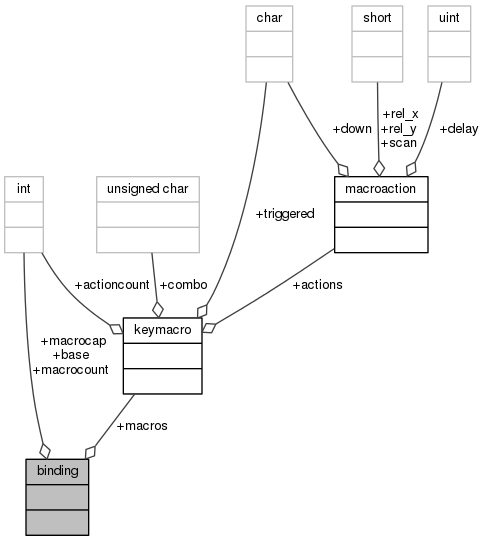 char
short
uint
+rel_x
+down
+rel_y
+delay
+scan
int
unsigned char
macroaction
+triggered
+actioncount
+combo
+actions
keymacro
+macrocap
+base
+macrocount
+macros
binding